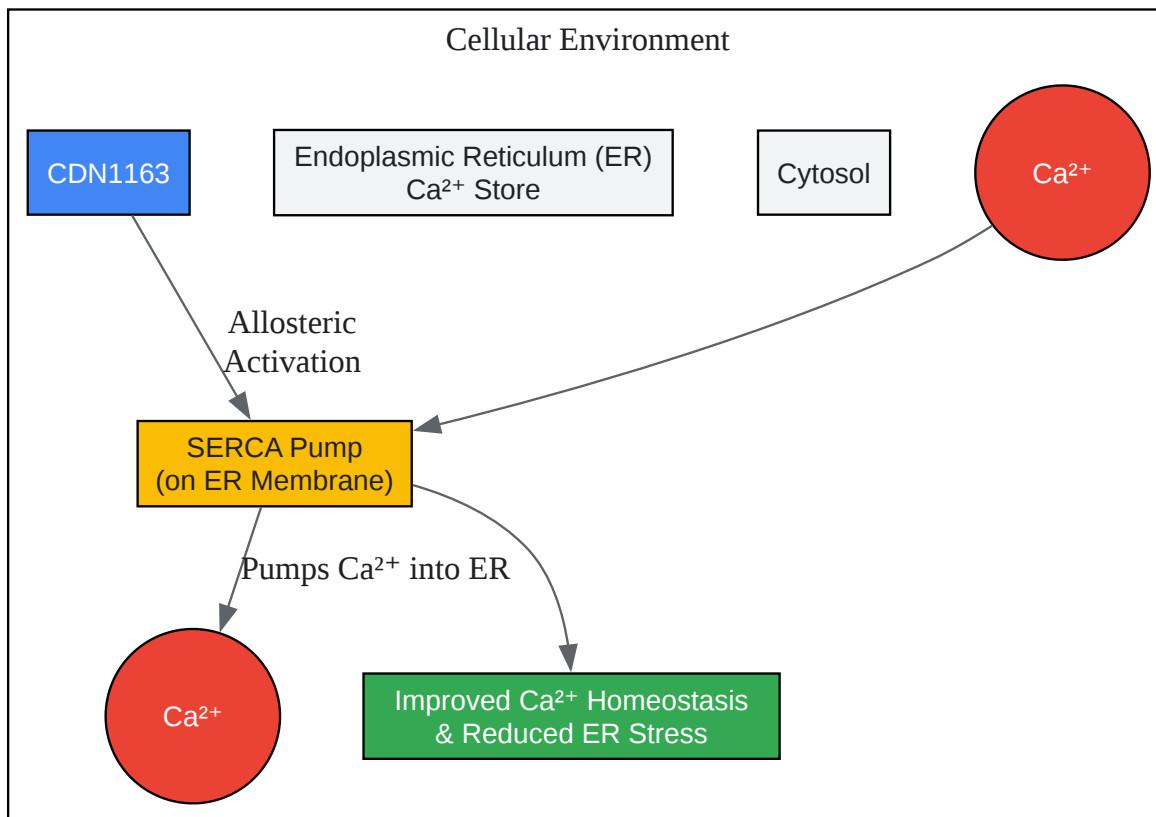 Cellular Environment
CDN1163
Endoplasmic Reticulum (ER)
Ca²⁺ Store
Cytosol
Ca²⁺
Allosteric
Activation
SERCA Pump
(on ER Membrane)
Pumps Ca²⁺ into ER
Ca²⁺
Improved Ca²⁺ Homeostasis
& Reduced ER Stress